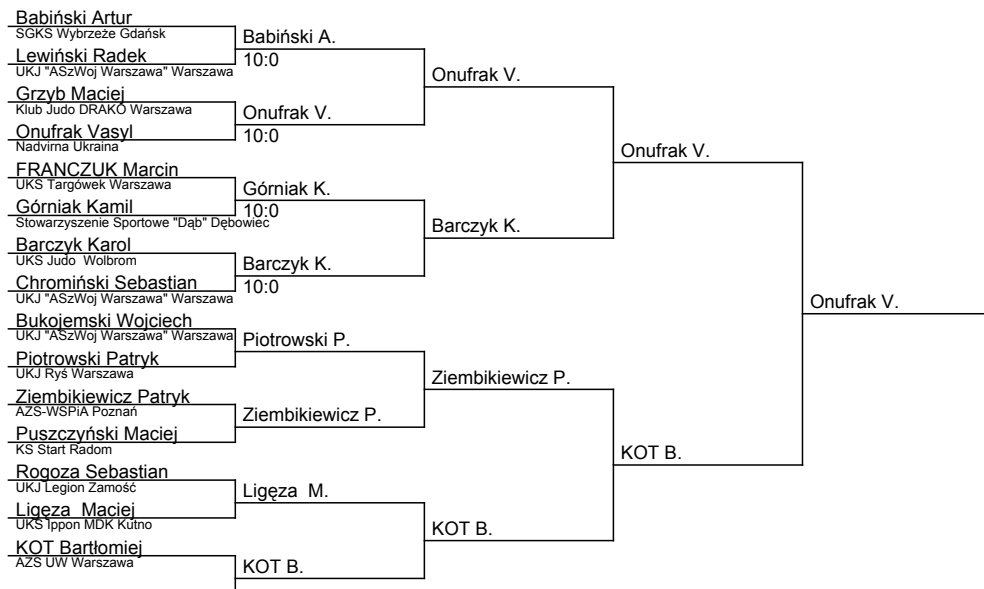 Babiński Artur
SGKS Wybrzeże Gdańsk
Lewiński Radek
UKJ "ASzWoj Warszawa" Warszawa
Grzyb Maciej
Klub Judo DRAKO Warszawa
Onufrak Vasyl
Nadvirna Ukraina
FRANCZUK Marcin
UKS Targówek Warszawa
Górniak Kamil
Stowarzyszenie Sportowe "Dąb" Dębowiec
Barczyk Karol
UKS Judo Wolbrom
Chromiński Sebastian
UKJ "ASzWoj Warszawa" Warszawa
Bukojemski Wojciech
UKJ "ASzWoj Warszawa" Warszawa
Piotrowski Patryk
UKJ Ryś Warszawa
Ziembikiewicz Patryk
AZS-WSPiA Poznań
Puszczyński Maciej
KS Start Radom
Rogoza Sebastian
UKJ Legion Zamość
Ligęza Maciej
UKS Ippon MDK Kutno
KOT Bartłomiej
AZS UW Warszawa
Babiński A.
10:0
Onufrak V.
10:0
Górniak K.
10:0
Barczyk K.
10:0
Piotrowski P.
Ziembikiewicz P.
Ligęza M.
KOT B.
Onufrak V.
Barczyk K.
Ziembikiewicz P.
KOT B.
Onufrak V.
KOT B.
Onufrak V.